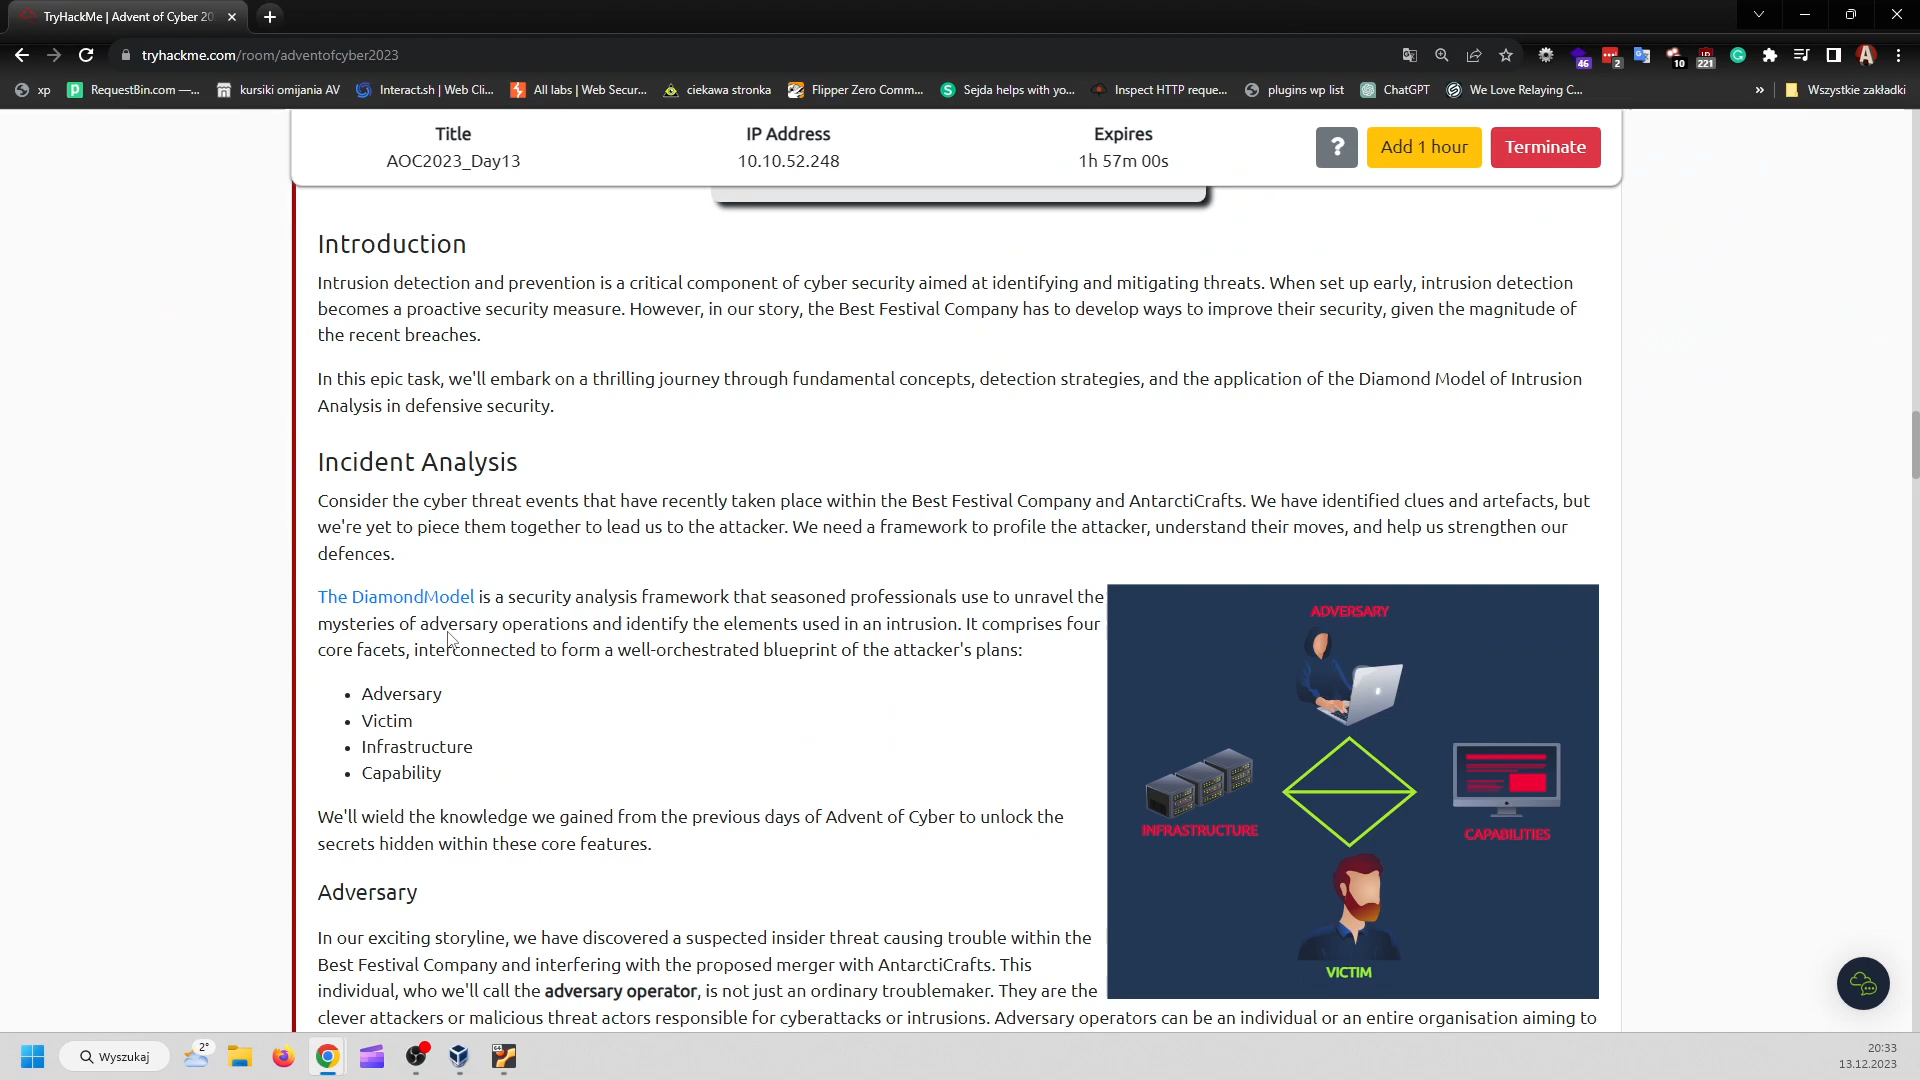 TryHackMe | Advent of Cyber 20
tryhackme.com/room/adventofcyber2023
46
2
10
221
xp
RequestBin.com —...
kursiki omijania AV
Interact.sh | Web Cli...
All labs | Web Secur...
ciekawa stronka
Flipper Zero Comm...
Sejda helps with yo...
Inspect HTTP reque...
plugins wp list
ChatGPT
We Love Relaying C...
»
Wszystkie zakładki
Title
IP Address
Expires
AOC2023_Day13
10.10.52.248
1h 57m 00s
?
Add 1 hour
Terminate
Introduction
Intrusion detection and prevention is a critical component of cyber security aimed at identifying and mitigating threats. When set up early, intrusion detection
becomes a proactive security measure. However, in our story, the Best Festival Company has to develop ways to improve their security, given the magnitude of
the recent breaches.
In this epic task, we'll embark on a thrilling journey through fundamental concepts, detection strategies, and the application of the Diamond Model of Intrusion
Analysis in defensive security.
Incident Analysis
Consider the cyber threat events that have recently taken place within the Best Festival Company and AntarctiCrafts. We have identified clues and artefacts, but
we're yet to piece them together to lead us to the attacker. We need a framework to profile the attacker, understand their moves, and help us strengthen our
defences.
The DiamondModel is a security analysis framework that seasoned professionals use to unravel the
mysteries of adversary operations and identify the elements used in an intrusion. It comprises four
core facets, interconnected to form a well-orchestrated blueprint of the attacker's plans:
• Adversary
• Victim
• Infrastructure
• Capability
We'll wield the knowledge we gained from the previous days of Advent of Cyber to unlock the
secrets hidden within these core features.
ADVERSARY
INFRASTRUCTURE
CAPABILITIES
VICTIM
Adversary
In our exciting storyline, we have discovered a suspected insider threat causing trouble within the
Best Festival Company and interfering with the proposed merger with AntarctiCrafts. This
individual, who we'll call the adversary operator, is not just an ordinary troublemaker. They are the
clever attackers or malicious threat actors responsible for cyberattacks or intrusions. Adversary operators can be an individual or an entire organisation aiming to
Wyszukaj
2°
64
20:33
13.12.2023